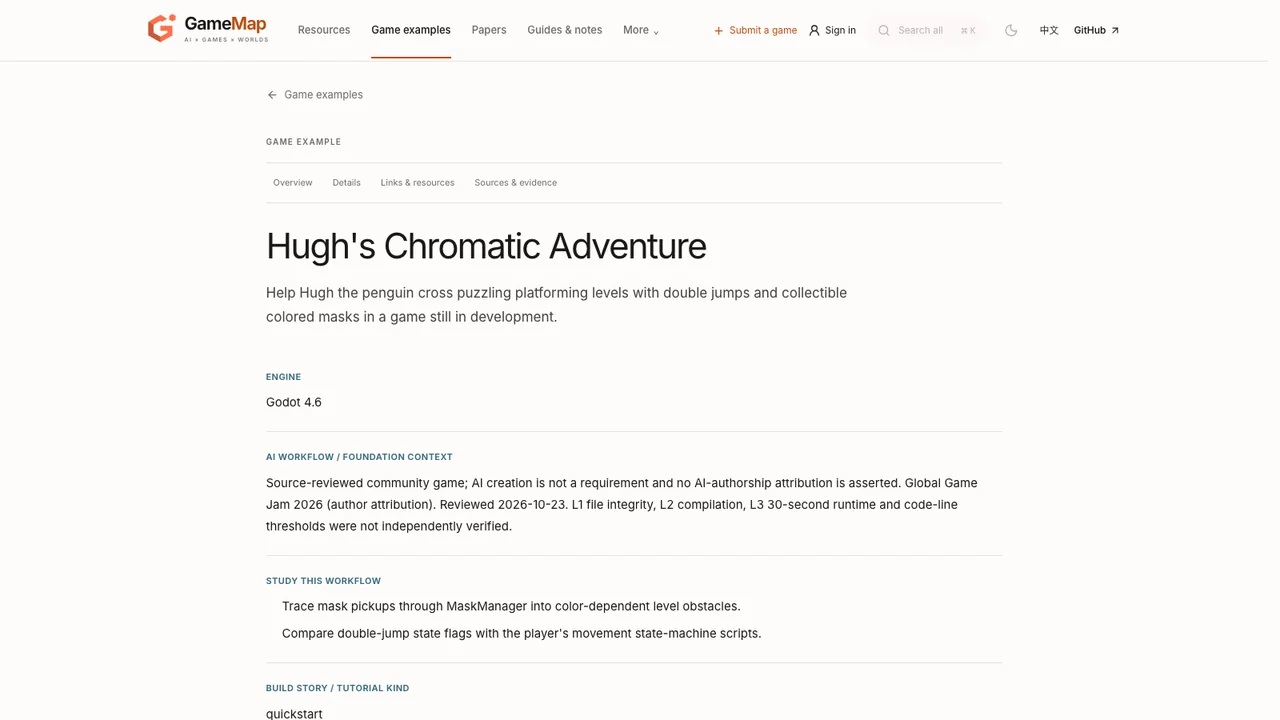 GameMap
AI × GAMES × WORLDS
Resources
Game examples
Papers
Guides & notes
More
+ Submit a game
Sign in
Search all
⌘ K
中文
GitHub ↗
← Game examples
GAME EXAMPLE
Overview
Details
Links & resources
Sources & evidence
Hugh's Chromatic Adventure
Help Hugh the penguin cross puzzling platforming levels with double jumps and collectible
colored masks in a game still in development.
ENGINE
Godot 4.6
AI WORKFLOW / FOUNDATION CONTEXT
Source-reviewed community game; AI creation is not a requirement and no AI-authorship attribution is asserted. Global Game
Jam 2026 (author attribution). Reviewed 2026-10-23. L1 file integrity, L2 compilation, L3 30-second runtime and code-line
thresholds were not independently verified.
STUDY THIS WORKFLOW
Trace mask pickups through MaskManager into color-dependent level obstacles.
Compare double-jump state flags with the player's movement state-machine scripts.
BUILD STORY / TUTORIAL KIND
quickstart